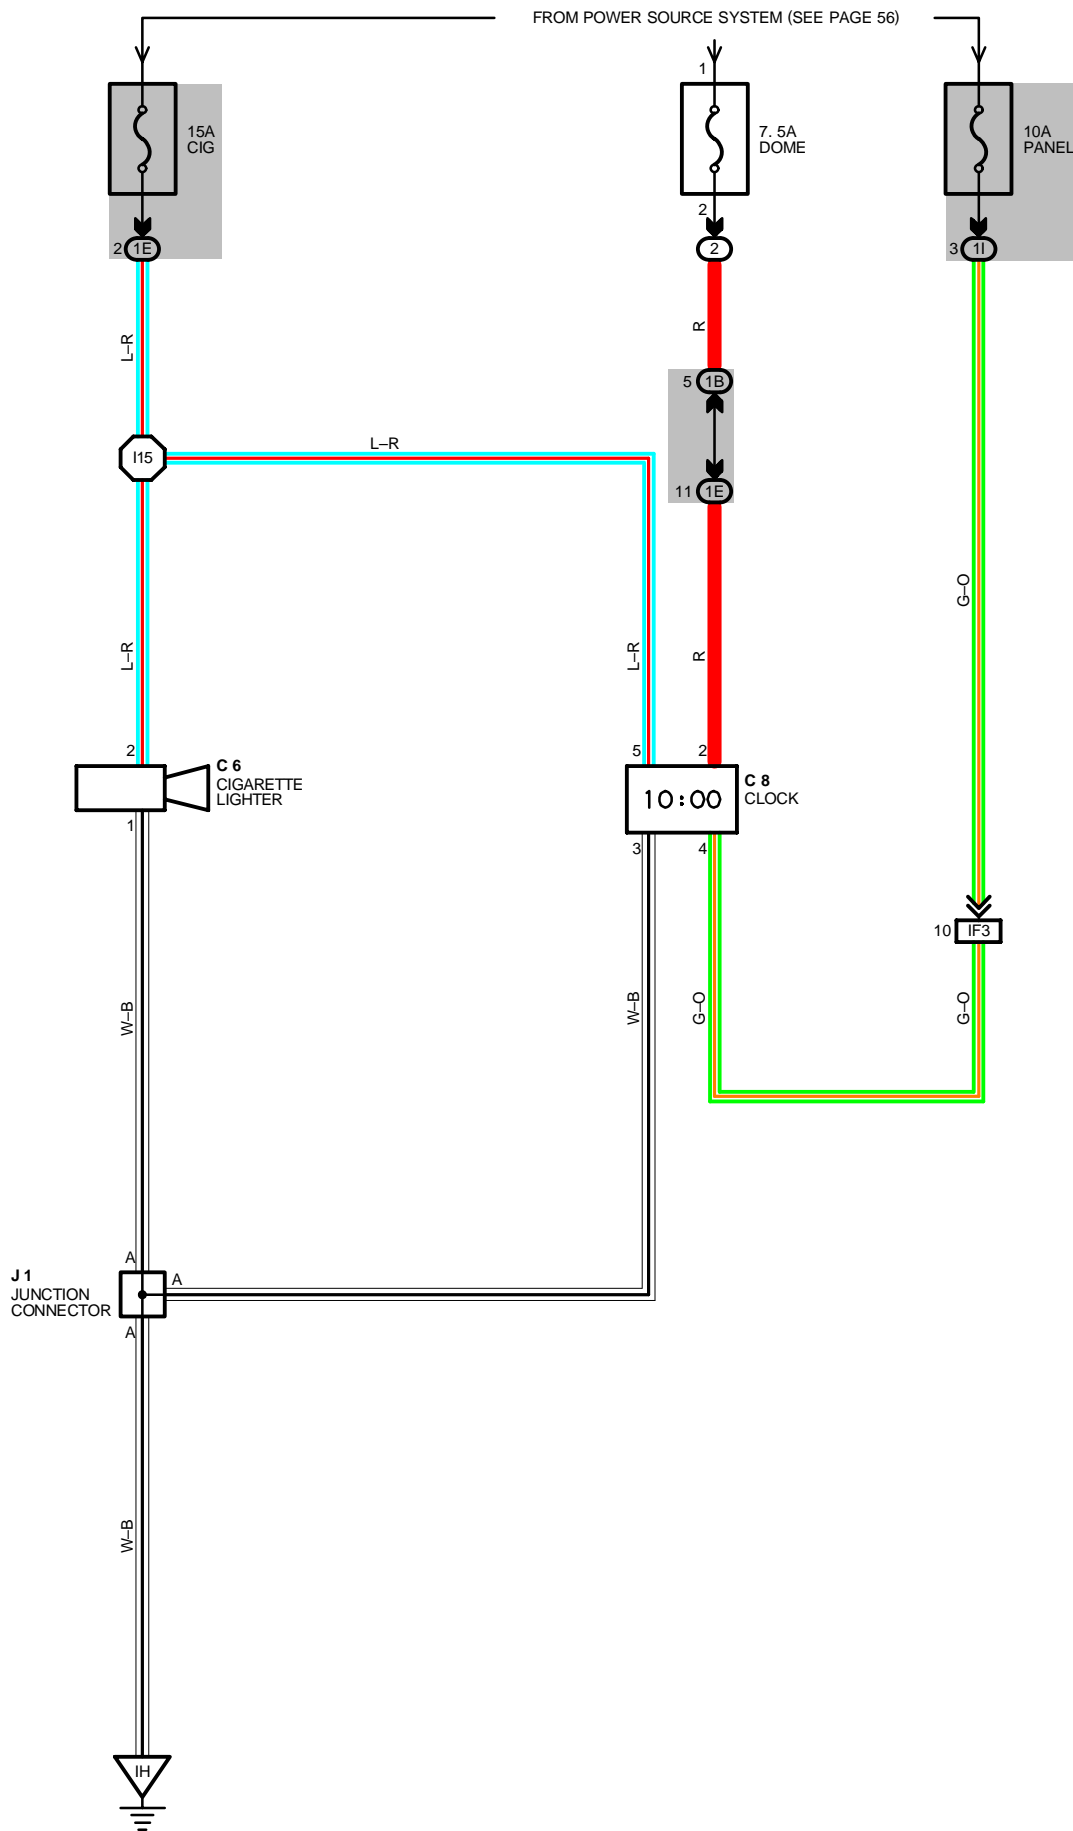 FROM POWER SOURCE SYSTEM (SEE PAGE 56)
1
15A
CIG
7. 5A
DOME
10A
PANEL
2
2 1E
2
3 1I
L–R
R
5 1B
I15
L–R
11 1E
G–O
L–R
L–R
R
2
5
2
C 6
CIGARETTE
LIGHTER
10:00
C 8
CLOCK
1
3
4
10 IF3
W–B
W–B
G–O
G–O
A
J 1
JUNCTION
CONNECTOR
A
A
W–B
IH